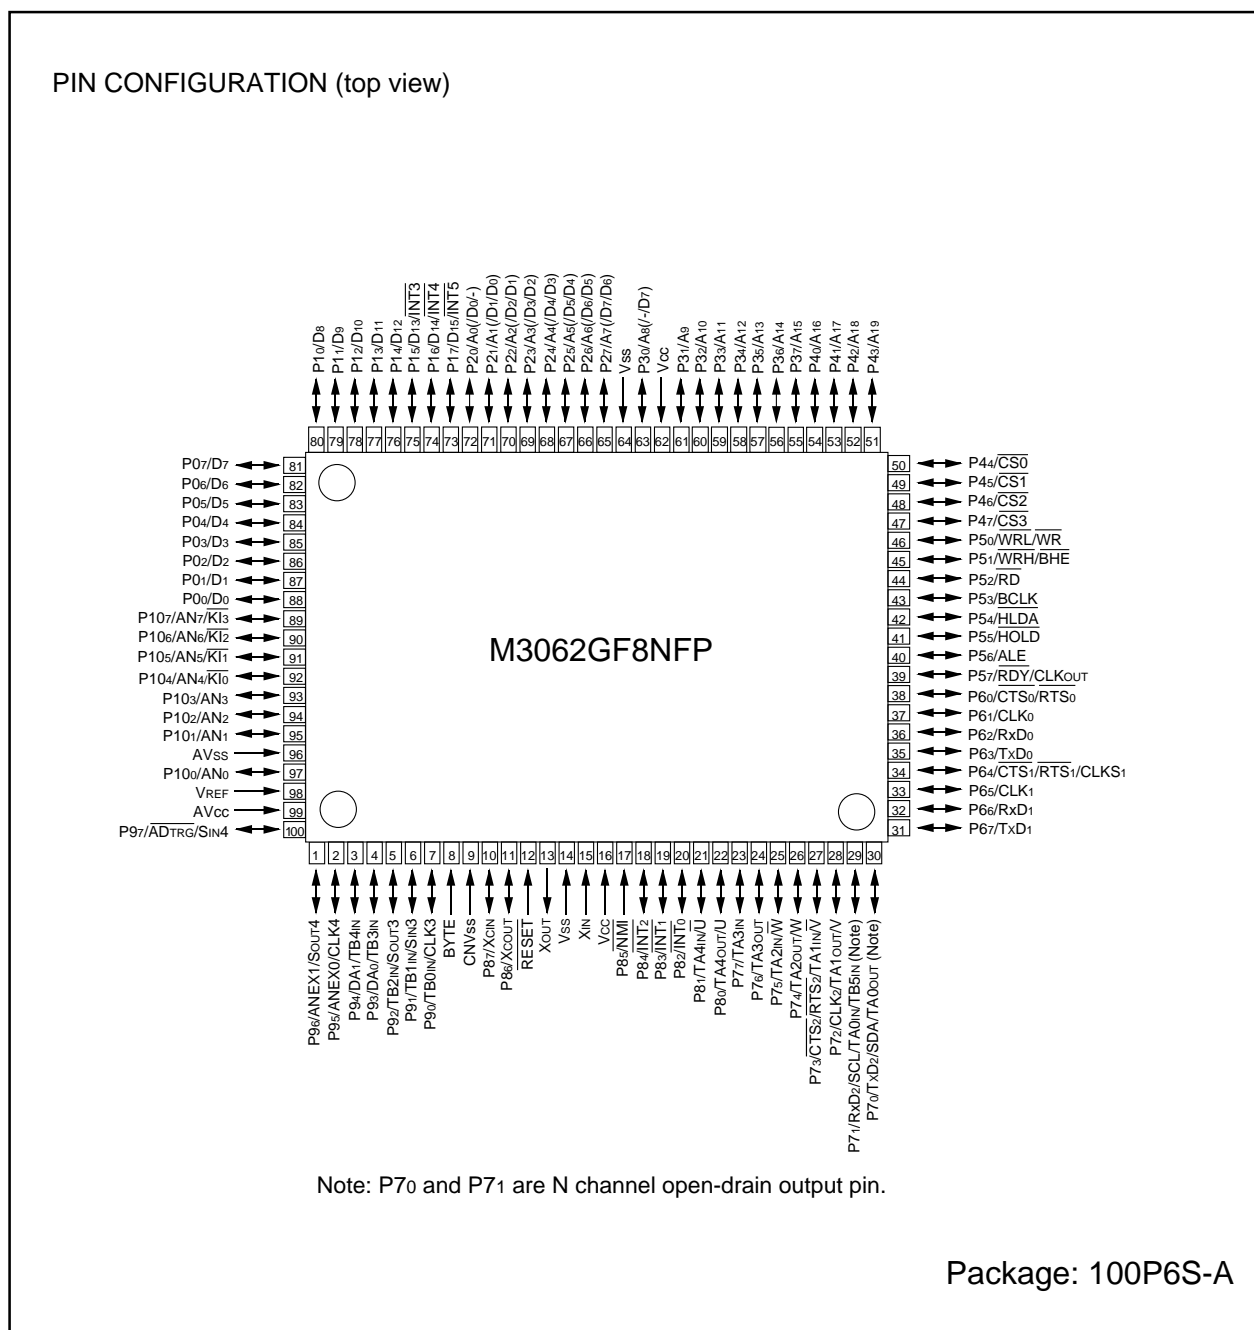 PIN CONFIGURATION (top view)
P10/D8
P11/D9
P12/D10
P13/D11
P14/D12
P15/D13/INT3
P16/D14/INT4
P17/D15/INT5
P20/A0(/D0/-)
P21/A1(/D1/D0)
P22/A2(/D2/D1)
P23/A3(/D3/D2)
P24/A4(/D4/D3)
P25/A5(/D5/D4)
P26/A6(/D6/D5)
P27/A7(/D7/D6)
Vss
P30/A8(/-/D7)
Vcc
P31/A9
P32/A10
P33/A11
P34/A12
P35/A13
P36/A14
P37/A15
P40/A16
P41/A17
P42/A18
P43/A19
80 79 78 77 76 75 74 73 72 71 70 69 68 67 66 65 64 63 62 61 60 59 58 57 56 55 54 53 52 51
P07/D7 81
P06/D6 82
P05/D5 83
P04/D4 84
P03/D3 85
P02/D2 86
P01/D1 87
P00/D0 88
P107/AN7/KI3 89
P106/AN6/KI2 90
P105/AN5/KI1 91
P104/AN4/KI0 92
P103/AN3 93
P102/AN2 94
P101/AN1 95
AVSS 96
P100/AN0 97
VREF 98
AVcc 99
P97/ADTRG/SIN4 100
M3062GF8NFP
50 P44/CS0
49 P45/CS1
48 P46/CS2
47 P47/CS3
46 P50/WRL/WR
45 P51/WRH/BHE
44 P52/RD
43 P53/BCLK
42 P54/HLDA
41 P55/HOLD
40 P56/ALE
39 P57/RDY/CLKOUT
38 P60/CTS0/RTS0
37 P61/CLK0
36 P62/RxD0
35 P63/TxD0
34 P64/CTS1/RTS1/CLKS1
33 P65/CLK1
32 P66/RxD1
31 P67/TxD1
1 2 3 4 5 6 7 8 9 10 11 12 13 14 15 16 17 18 19 20 21 22 23 24 25 26 27 28 29 30
P96/ANEX1/SOUT4
P95/ANEX0/CLK4
P94/DA1/TB4IN
P93/DA0/TB3IN
P92/TB2IN/SOUT3
P91/TB1IN/SIN3
P90/TB0IN/CLK3
BYTE
CNVss
P87/XCIN
P86/XCOUT
RESET
XOUT
Vss
XIN
Vcc
P85/NMI
P84/INT2
P83/INT1
P82/INT0
P81/TA4IN/U
P80/TA4OUT/U
P77/TA3IN
P76/TA3OUT
P75/TA2IN/W
P74/TA2OUT/W
P73/CTS2/RTS2/TA1IN/V
P72/CLK2/TA1OUT/V
P71/RxD2/SCL/TA0IN/TB5IN (Note)
P70/TxD2/SDA/TA0OUT (Note)
Note: P70 and P71 are N channel open-drain output pin.
Package: 100P6S-A